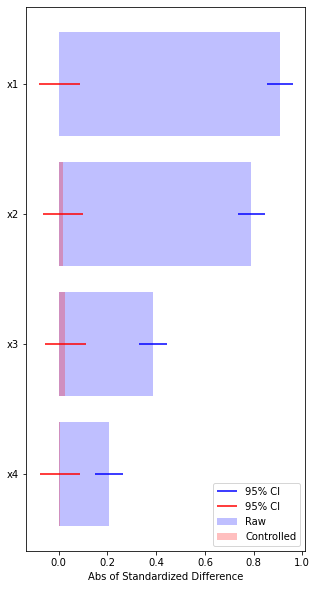 x1
x2
x3
x4
95% CI
95% CI
Raw
Controlled
0.0 0.2 0.4 0.6 0.8 1.0
Abs of Standardized Difference